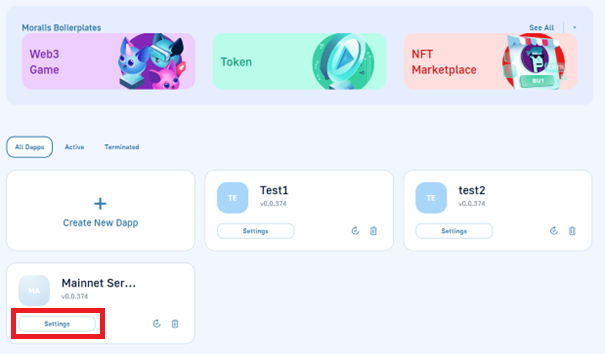 Moralis Boilerplates
See All
Web3
Game
Token
NFT
Marketplace
BUY
All Dapps
Active
Terminated
Create New Dapp
TE
Test1
v0.0.374
Settings
TE
test2
v0.0.374
Settings
MA
Mainnet Ser...
v0.0.374
Settings